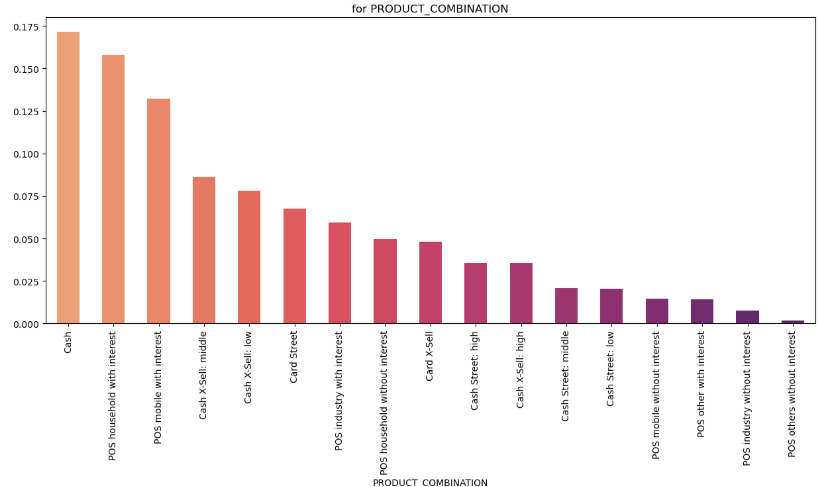 for PRODUCT_COMBINATION
0.175
0.150
0.125
0.100
0.075
0.050
0.025
0.000
Cash
POS household with interest
POS mobile with interest
Cash X-Sell: middle
Cash X-Sell: low
Card Street
POS industry with interest
POS household without interest
Card X-Sell
Cash Street: high
Cash X-Sell: high
Cash Street: middle
Cash Street: low
POS mobile without interest
POS other with interest
POS industry without interest
POS others without interest
PRODUCT_COMBINATION